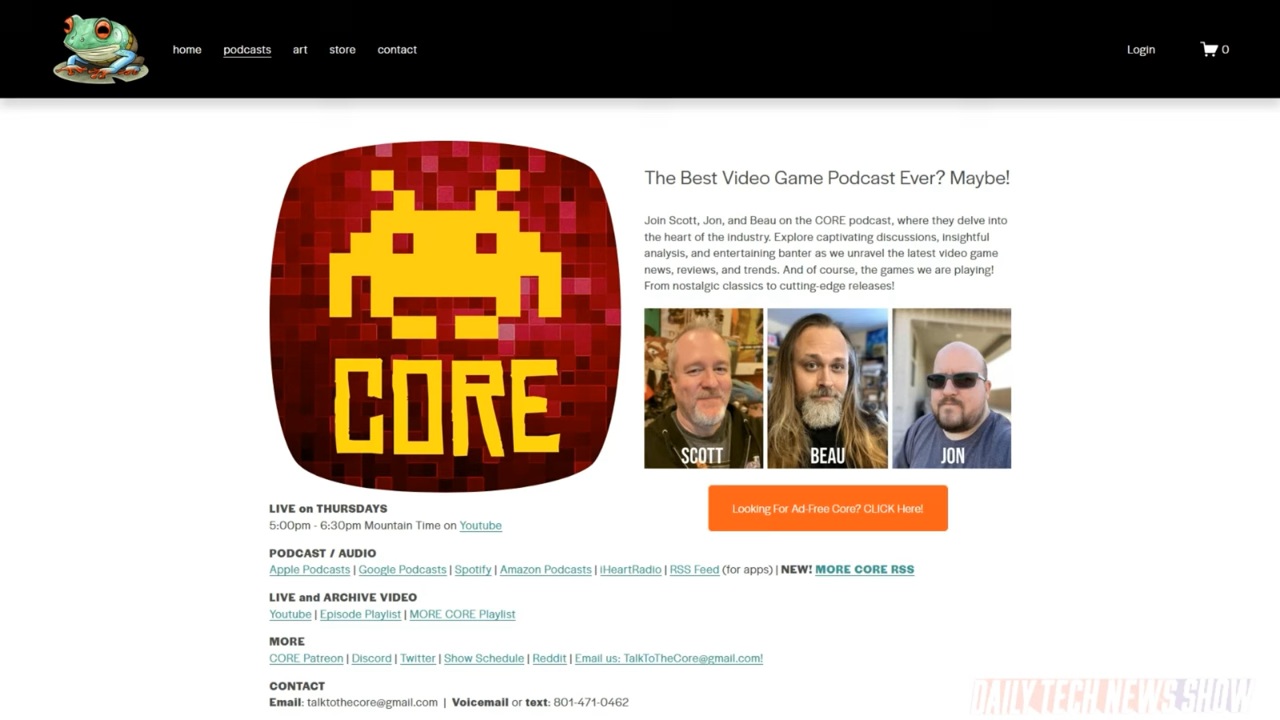 home podcasts art store contact Login 0
The Best Video Game Podcast Ever? Maybe!
Join Scott, Jon, and Beau on the CORE podcast, where they delve into
the heart of the industry. Explore captivating discussions, insightful
analysis, and entertaining banter as we unravel the latest video game
news, reviews, and trends. And of course, the games we are playing!
From nostalgic classics to cutting-edge releases!
CORE
SCOTT BEAU JON
Looking For Ad-Free Core? CLICK Here!
LIVE on THURSDAYS
5:00pm - 6:30pm Mountain Time on Youtube
PODCAST / AUDIO
Apple Podcasts | Google Podcasts | Spotify | Amazon Podcasts | iHeartRadio | RSS Feed (for apps) | NEW! MORE CORE RSS
LIVE and ARCHIVE VIDEO
Youtube | Episode Playlist | MORE CORE Playlist
MORE
CORE Patreon | Discord | Twitter | Show Schedule | Reddit | Email us: TalkToTheCore@gmail.com!
CONTACT
Email: talktothecore@gmail.com | Voicemail or text: 801-471-0462
DAILY TECH NEWS SHOW